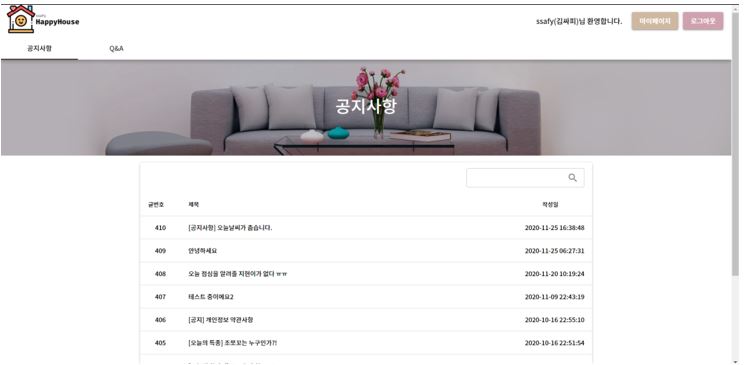 ssafy
HappyHouse
ssafy(김싸피)님 환영합니다.
마이페이지
로그아웃
공지사항
Q&A
공지사항
글번호 제목 작성일
410 [공지사항] 오늘날씨가 춥습니다. 2020-11-25 16:38:48
409 안녕하세요 2020-11-25 06:27:31
408 오늘 점심을 알려줄 지현이가 없다 ㅠㅠ 2020-11-20 10:19:24
407 테스트 중이메요2 2020-11-09 22:43:19
406 [공지] 개인정보 약관사항 2020-10-16 22:55:10
405 [오늘의 특종] 조쪼꼬는 누구인가?! 2020-10-16 22:51:54